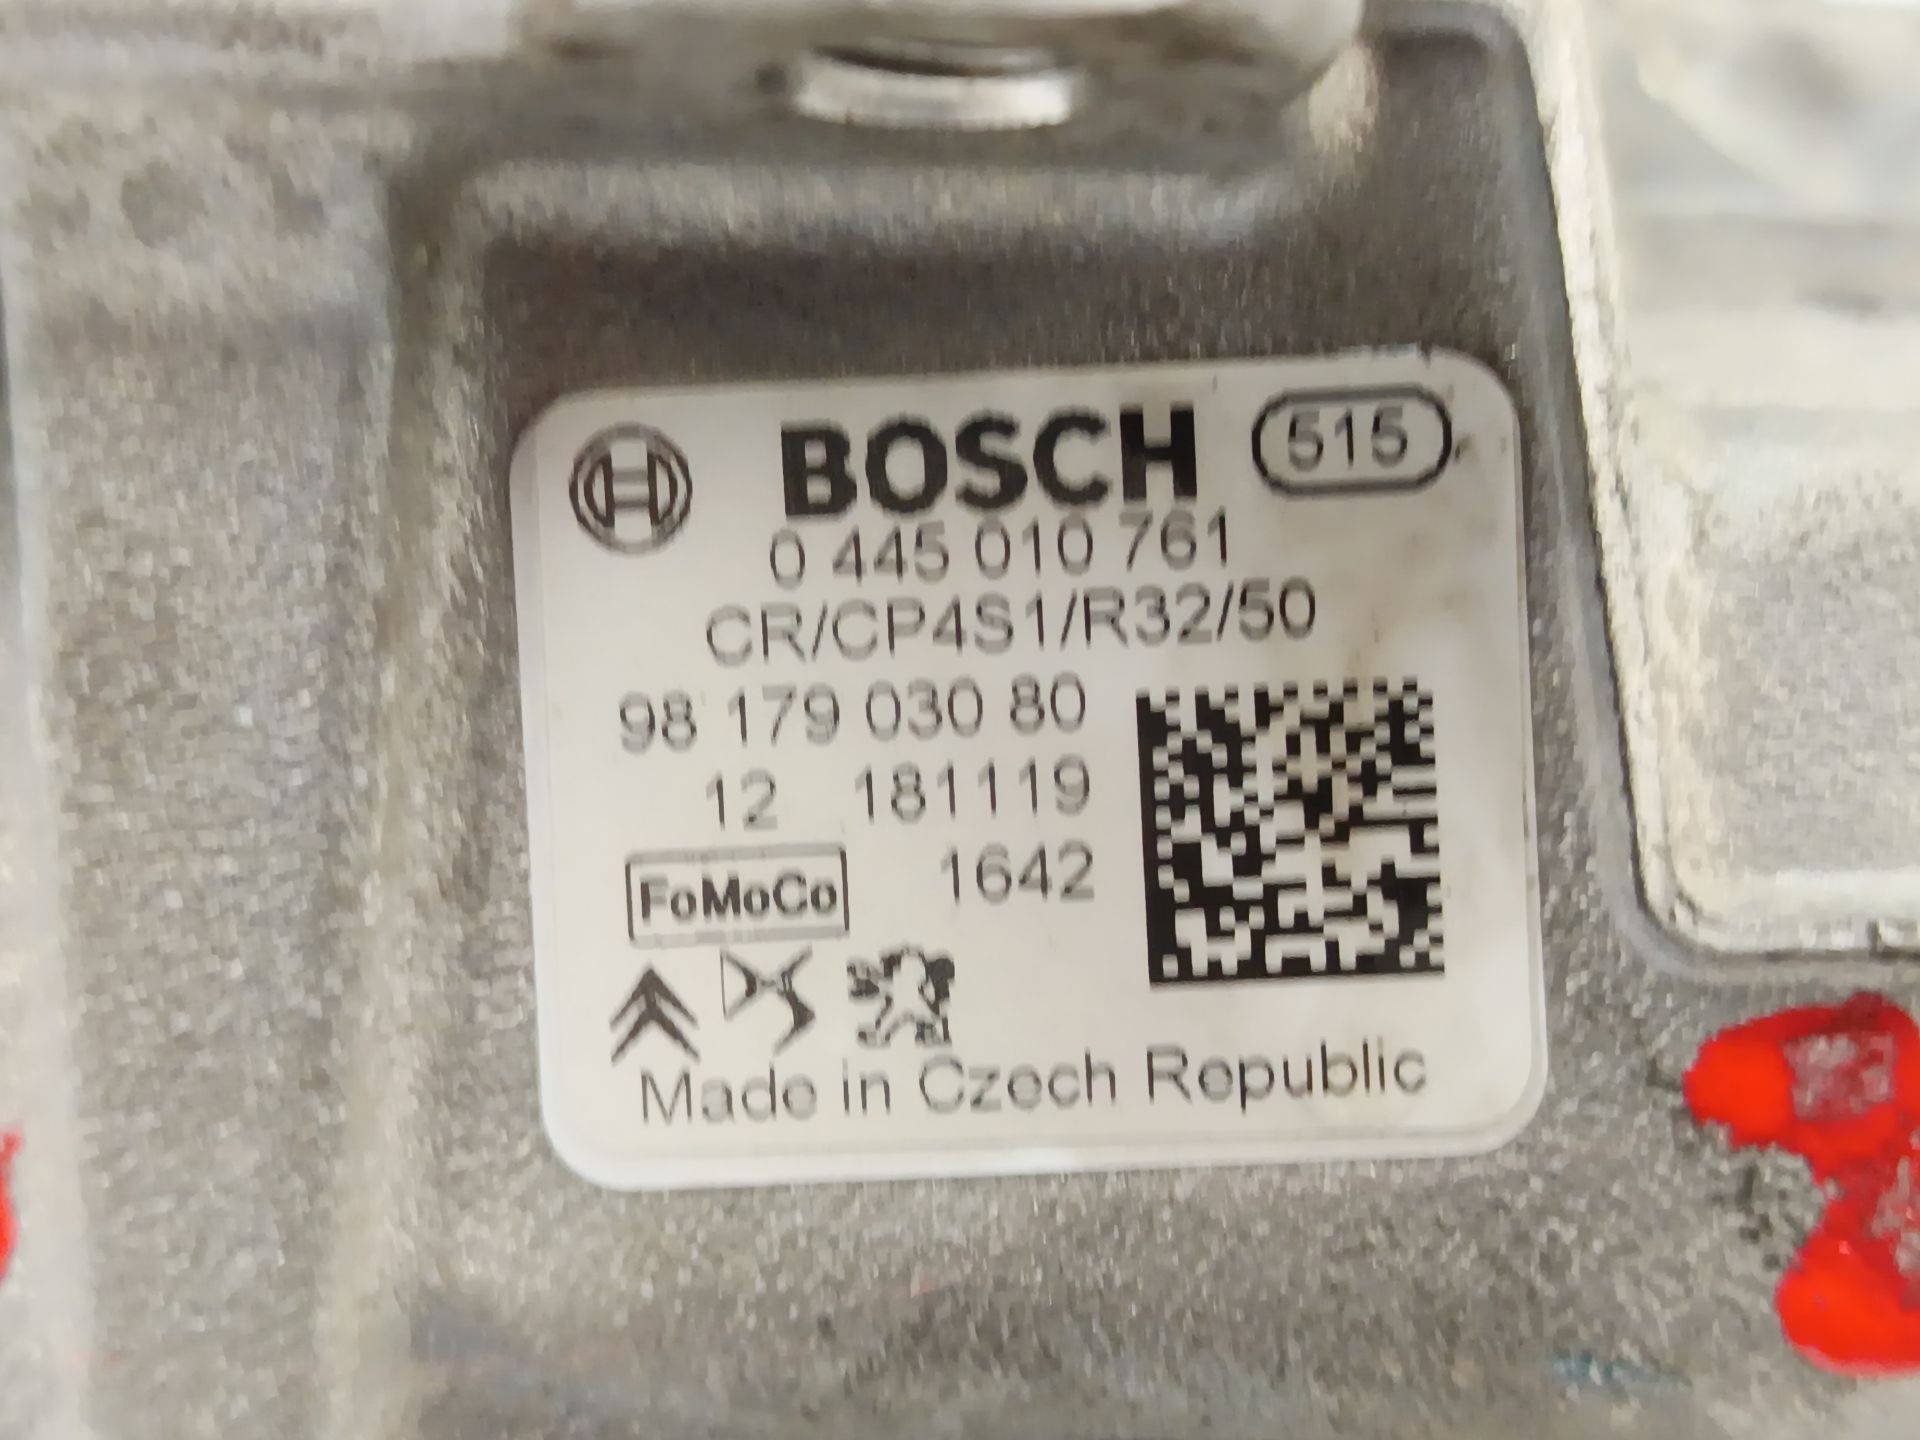 BOSCH 515
0 445 010 761
CR/CP4S1/R32/50
98 179 030 80
12 181119
FoMoCo 1642
Made in Czech Republic